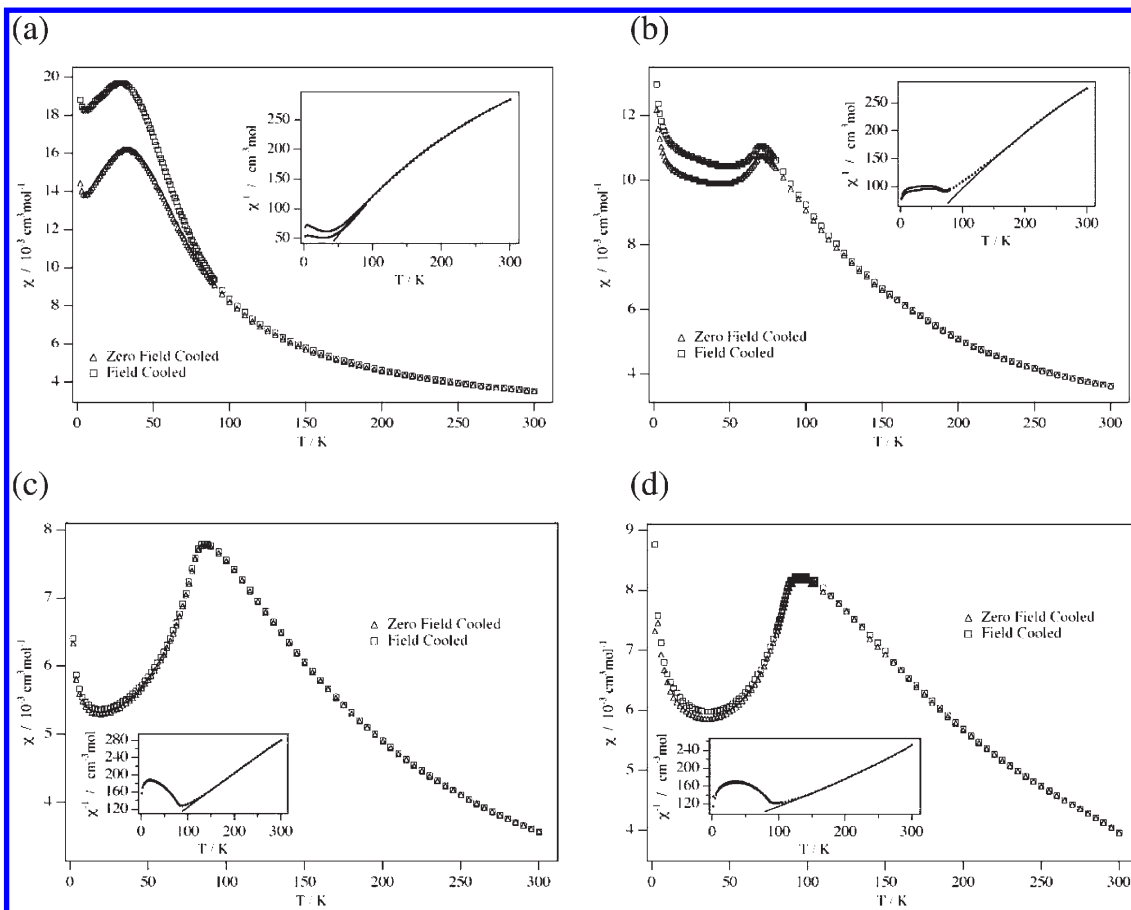 (a)
20
18
16
14
12
10
8
6
4
χ / 10⁻³ cm³mol⁻¹
0 50 100 150 200 250 300
T / K
△ Zero Field Cooled
□ Field Cooled
250
200
150
100
50
χ⁻¹ / cm⁻³mol
0 100 200 300
T / K
(b)
12
10
8
6
4
χ / 10⁻³ cm³mol⁻¹
0 50 100 150 200 250 300
T / K
△ Zero Field Cooled
□ Field Cooled
250
200
150
100
χ⁻¹ / cm⁻³mol
0 100 200 300
T / K
(c)
8
7
6
5
4
χ / 10⁻³ cm³mol⁻¹
0 50 100 150 200 250 300
T / K
△ Zero Field Cooled
□ Field Cooled
280
240
200
160
120
χ⁻¹ / cm⁻³mol
0 100 200 300
T / K
(d)
9
8
7
6
5
4
χ / 10⁻³ cm³mol⁻¹
0 50 100 150 200 250 300
T / K
△ Zero Field Cooled
□ Field Cooled
240
200
160
120
χ⁻¹ / cm⁻³mol
0 100 200 300
T / K